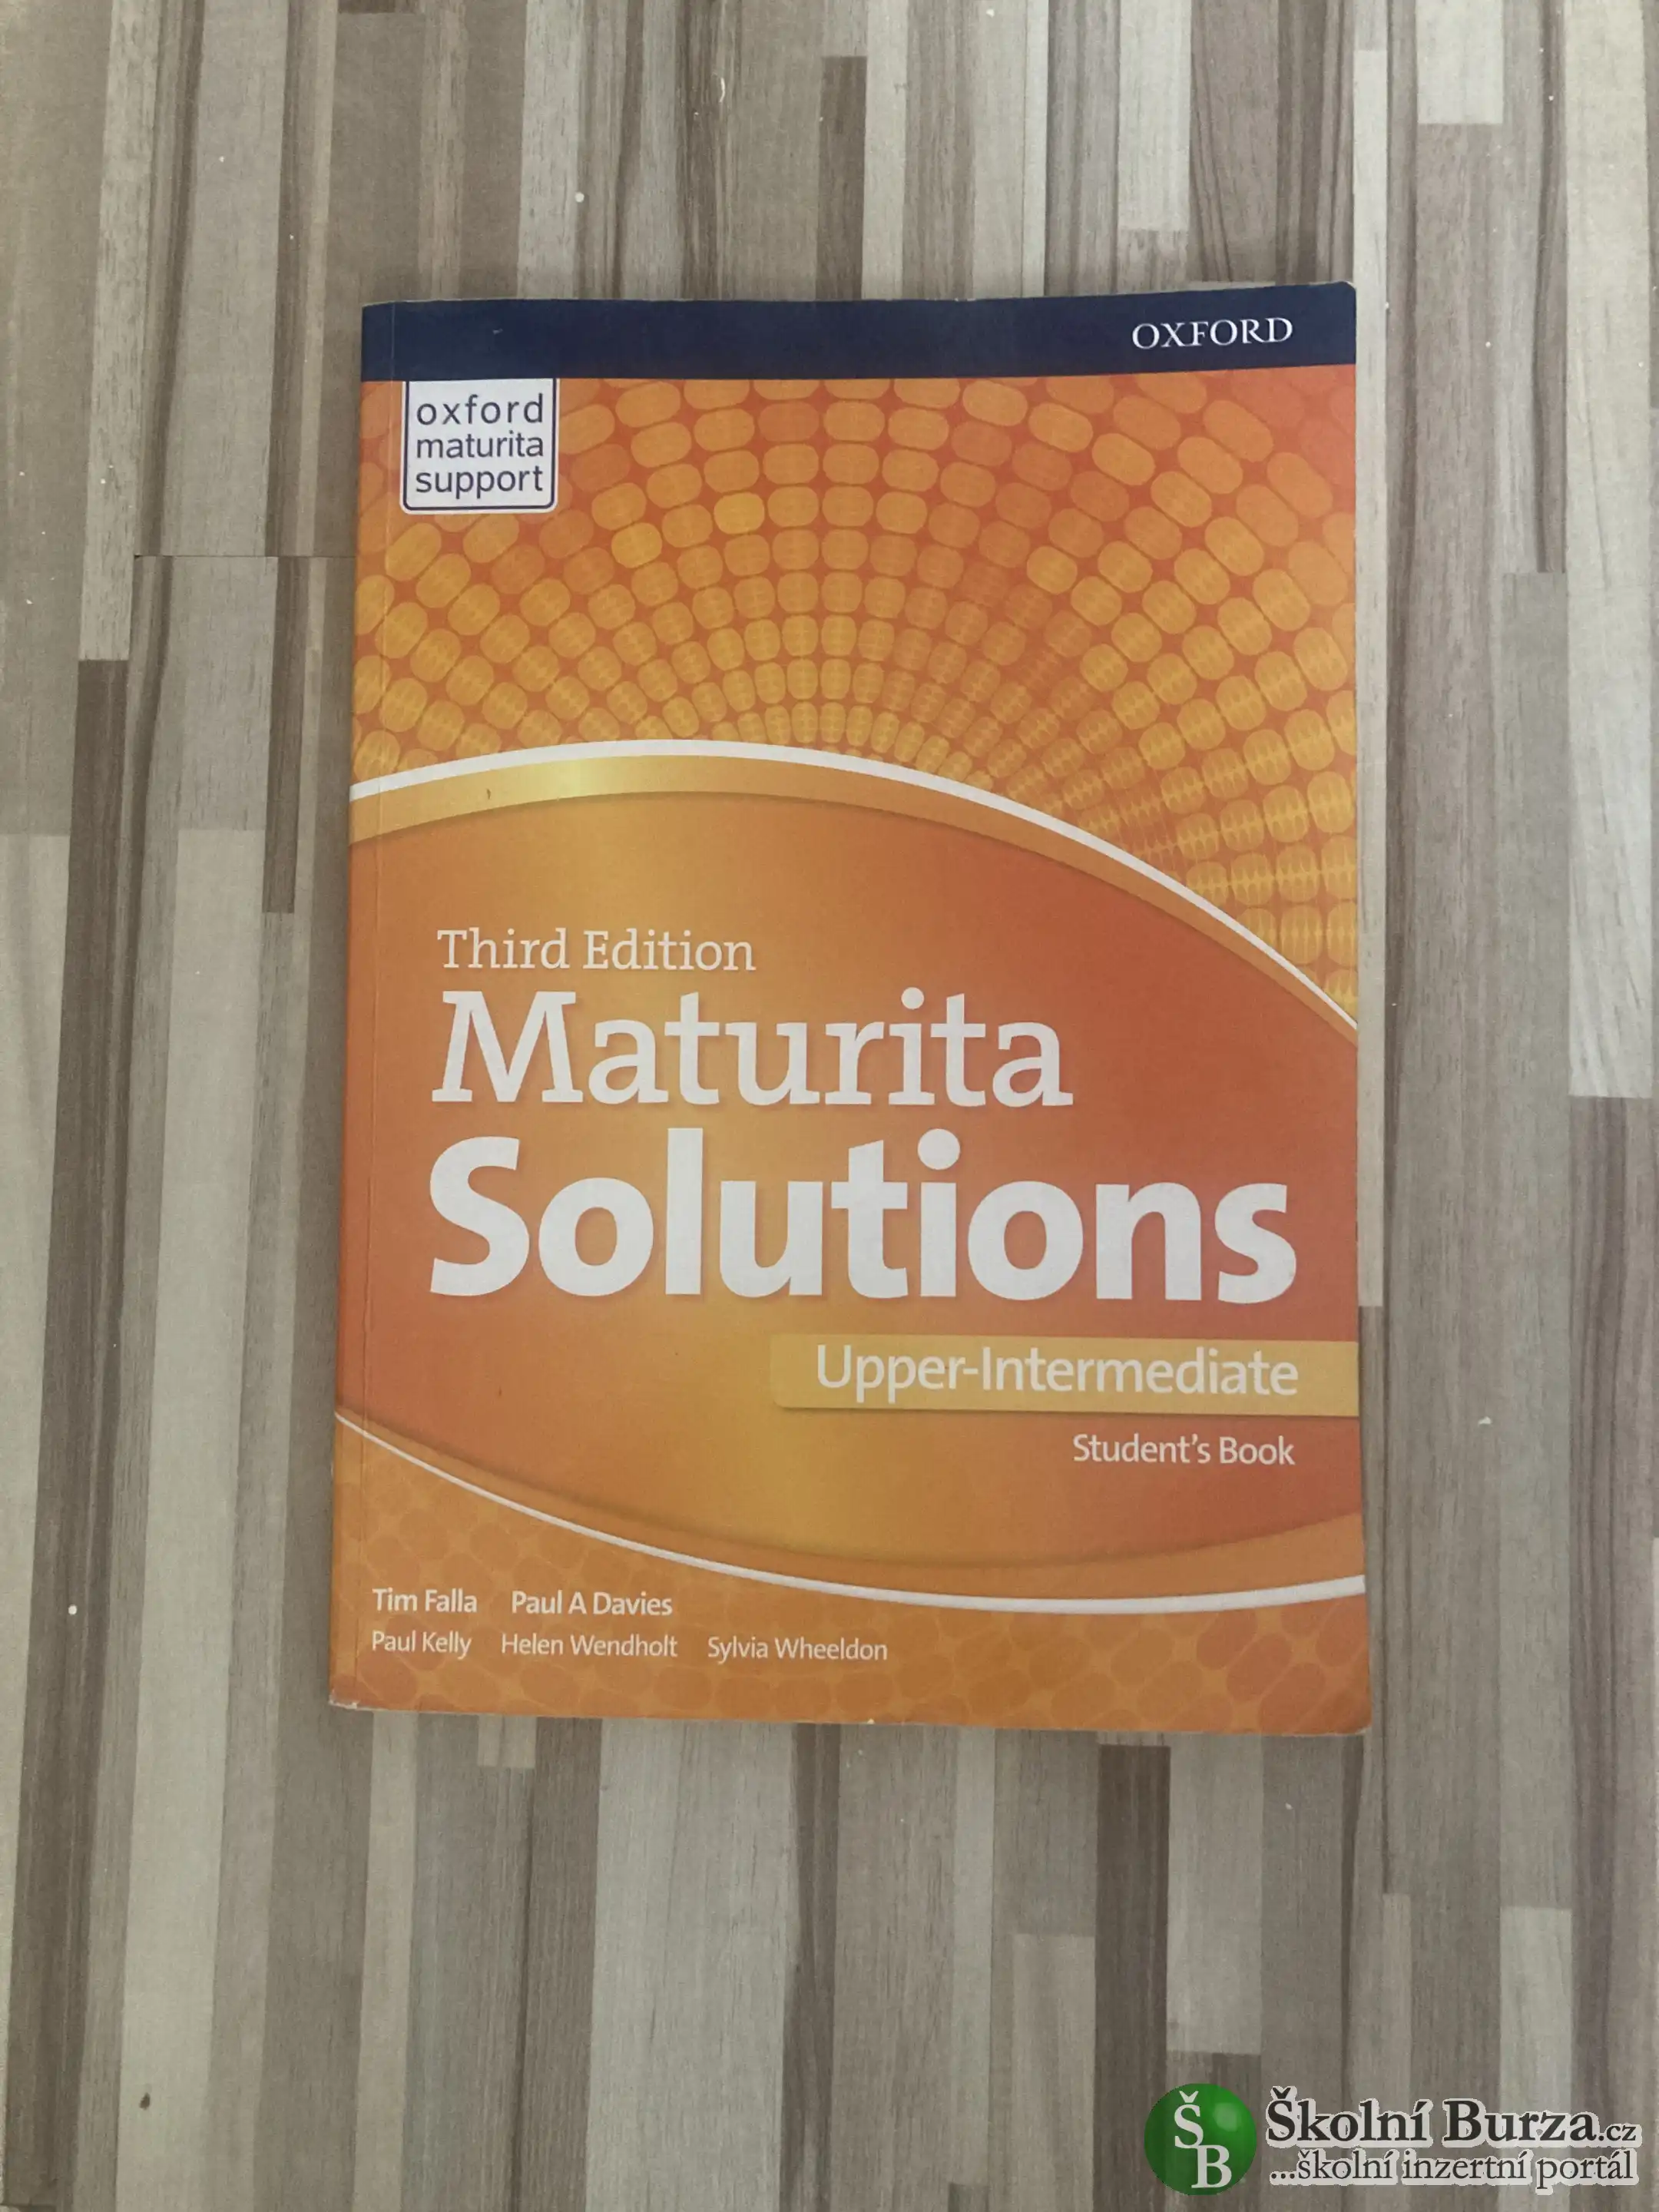 OXFORD
oxford
maturita
support
Third Edition
Maturita
Solutions
Upper-Intermediate
Student's Book
Tim Falla Paul A Davies
Paul Kelly Helen Wendholt Sylvia Wheeldon
ŠB
Školní Burza.cz
...školní inzertní portál